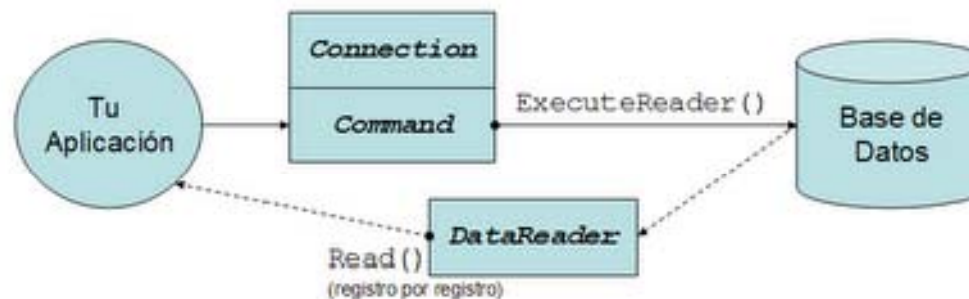 Connection
Tu
Aplicación
Command
ExecuteReader()
Base de
Datos
DataReader
Read()
(registro por registro)